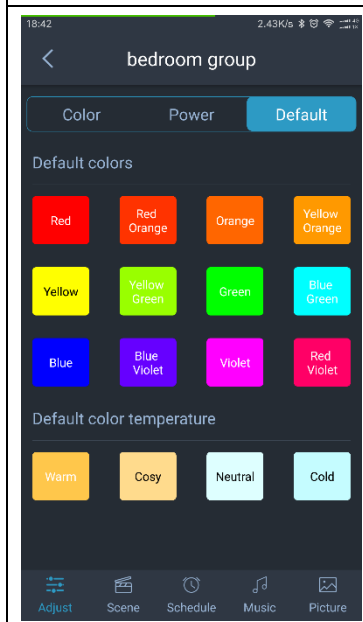 18:42 2.43K/s
bedroom group
Color Power Default
Default colors
Red
Red
Orange
Orange
Yellow
Orange
Yellow
Yellow
Green
Green
Blue
Green
Blue
Blue
Violet
Violet
Red
Violet
Default color temperature
Warm Cosy Neutral Cold
Adjust Scene Schedule Music Picture